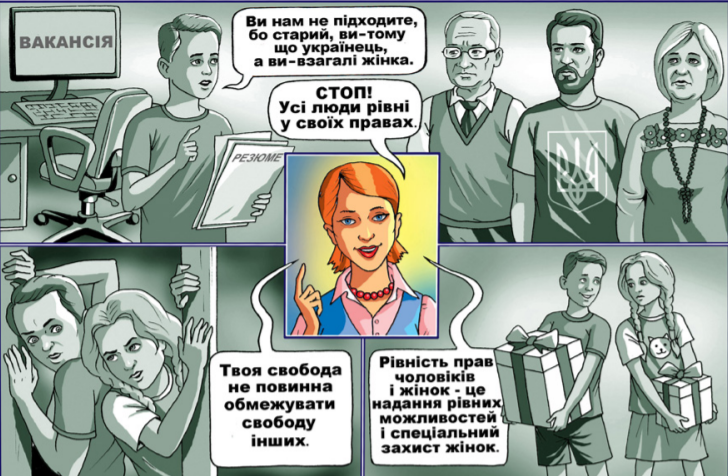 ВАКАНСІЯ
Ви нам не підходите,
бо старий, ви-тому
що українець,
а ви-взагалі жінка.
СТОП!
Усі люди рівні
у своїх правах.
РЕЗЮМЕ
Твоя свобода
не повинна
обмежувати
свободу
інших.
Рівність прав
чоловіків
і жінок - це
надання рівних
можливостей
і спеціальний
захист жінок.